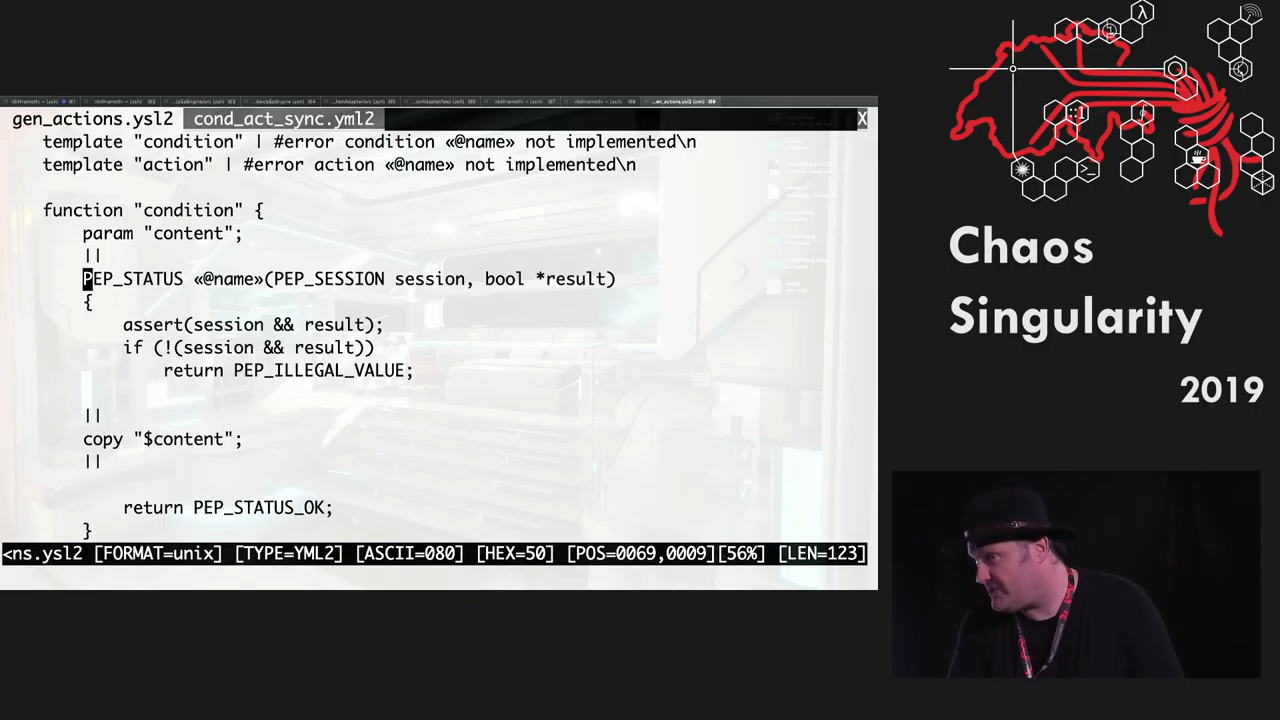 gen_actions.ysl2 cond_act_sync.yml2 X
template "condition" | #error condition «@name» not implemented\n
template "action" | #error action «@name» not implemented\n
function "condition" {
param "content";
||
PEP_STATUS «@name»(PEP_SESSION session, bool *result)
{
assert(session && result);
if (!(session && result))
return PEP_ILLEGAL_VALUE;
||
copy "$content";
||
return PEP_STATUS_OK;
}
<ns.ysl2 [FORMAT=unix] [TYPE=YML2] [ASCII=080] [HEX=50] [POS=0069,0009][56%] [LEN=123]
λ
>_
Chaos
Singularity
2019